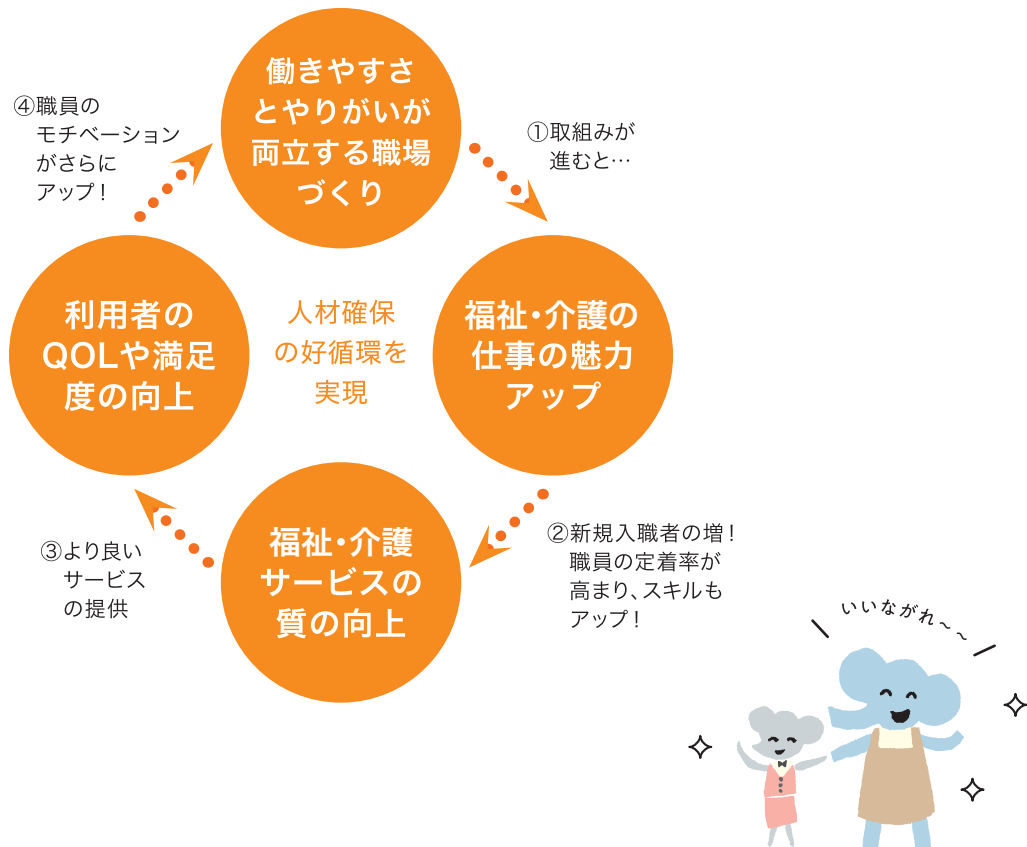 働きやすさ
とやりがいが
両立する職場
づくり
①取組みが
進むと…
福祉・介護の
仕事の魅力
アップ
②新規入職者の増！
職員の定着率が
高まり、スキルも
アップ！
福祉・介護
サービスの
質の向上
③より良い
サービス
の提供
利用者の
QOLや満足
度の向上
④職員の
モチベーション
がさらに
アップ！
人材確保
の好循環を
実現
いいながれ～～